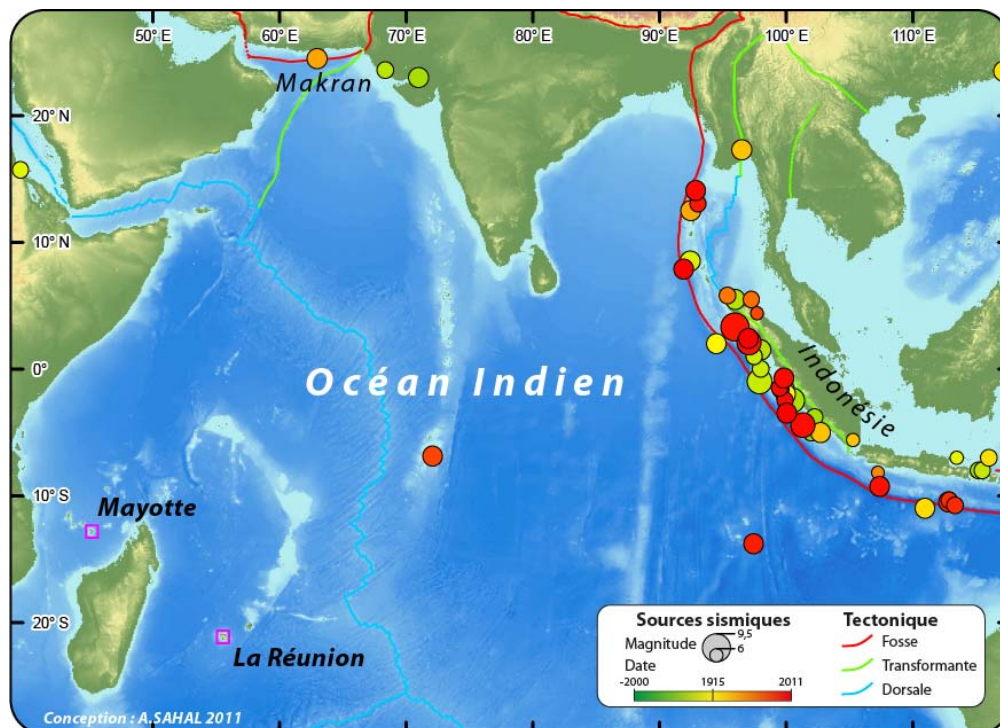 50° E 60° E 70° E 80° E 90° E 100° E 110° E
Makran
20° N
10° N
0°
Océan Indien
Indonésie
10° S
Mayotte
20° S
La Réunion
Sources sismiques
Magnitude
9,5
6
Date
-2000 1915 2011
Tectonique
Fosse
Transformante
Dorsale
Conception : A.SAHAL 2011